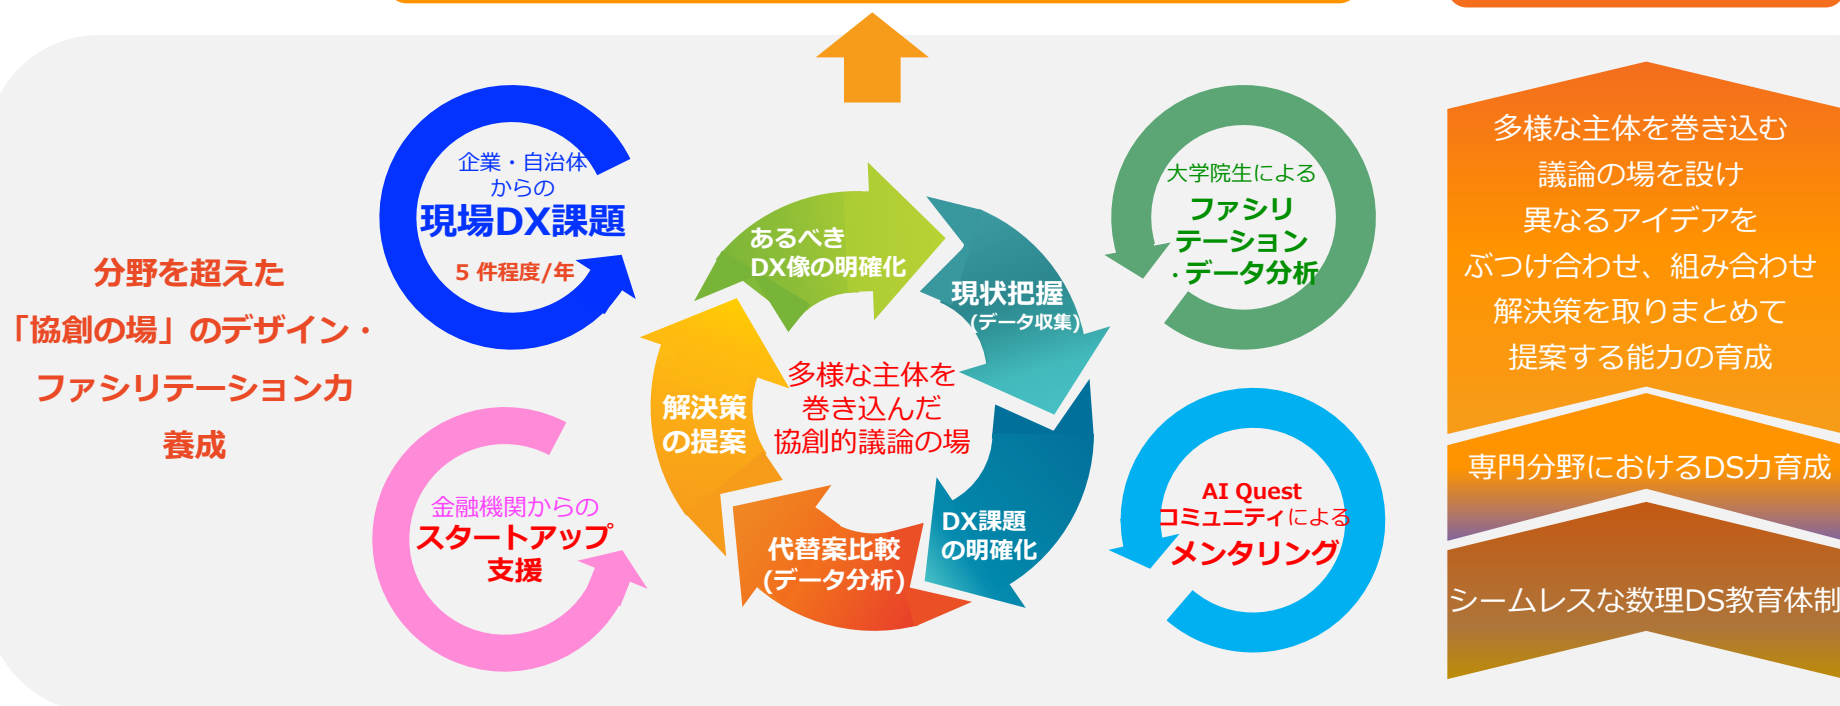 分野を超えた
「協創の場」のデザイン・
ファシリテーション力
養成
企業・自治体
からの
現場DX課題
5 件程度/年
金融機関からの
スタートアップ
支援
あるべき
DX像の明確化
現状把握
(データ収集)
DX課題
の明確化
代替案比較
(データ分析)
解決策
の提案
多様な主体を
巻き込んだ
協創的議論の場
大学院生による
ファシリ
テーション
・データ分析
AI Quest
コミュニティによる
メンタリング
多様な主体を巻き込む
議論の場を設け
異なるアイデアを
ぶつけ合わせ、組み合わせ
解決策を取りまとめて
提案する能力の育成
専門分野におけるDS力育成
シームレスな数理DS教育体制